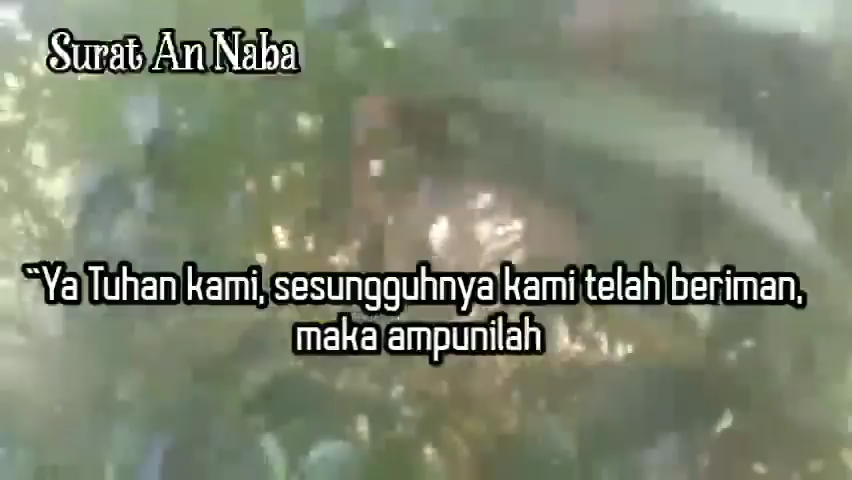 Surat An Naba
“Ya Tuhan kami, sesungguhnya kami telah beriman,
maka ampunilah